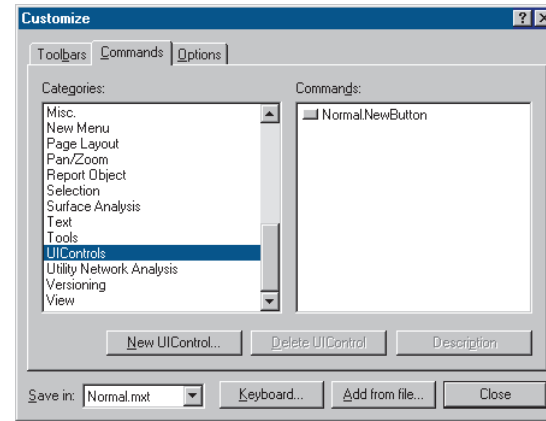 Customize
Toolbars Commands Options
Categories: Commands:
Misc.
New Menu
Page Layout
Pan/Zoom
Report Object
Selection
Surface Analysis
Text
Tools
UIControls
Utility Network Analysis
Versioning
View
Normal.NewButton
New UIControl... Delete UIControl Description
Save in: Normal.mxt Keyboard... Add from file... Close